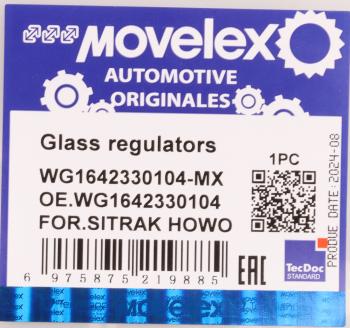 MOVELEX
AUTOMOTIVE
ORIGINALES
Glass regulators
WG1642330104-MX
OE.WG1642330104
FOR.SITRAK HOWO
1PC
6 975875 219885
EAC
TecDoc
STANDARD
PRODUE DATE:2024-08